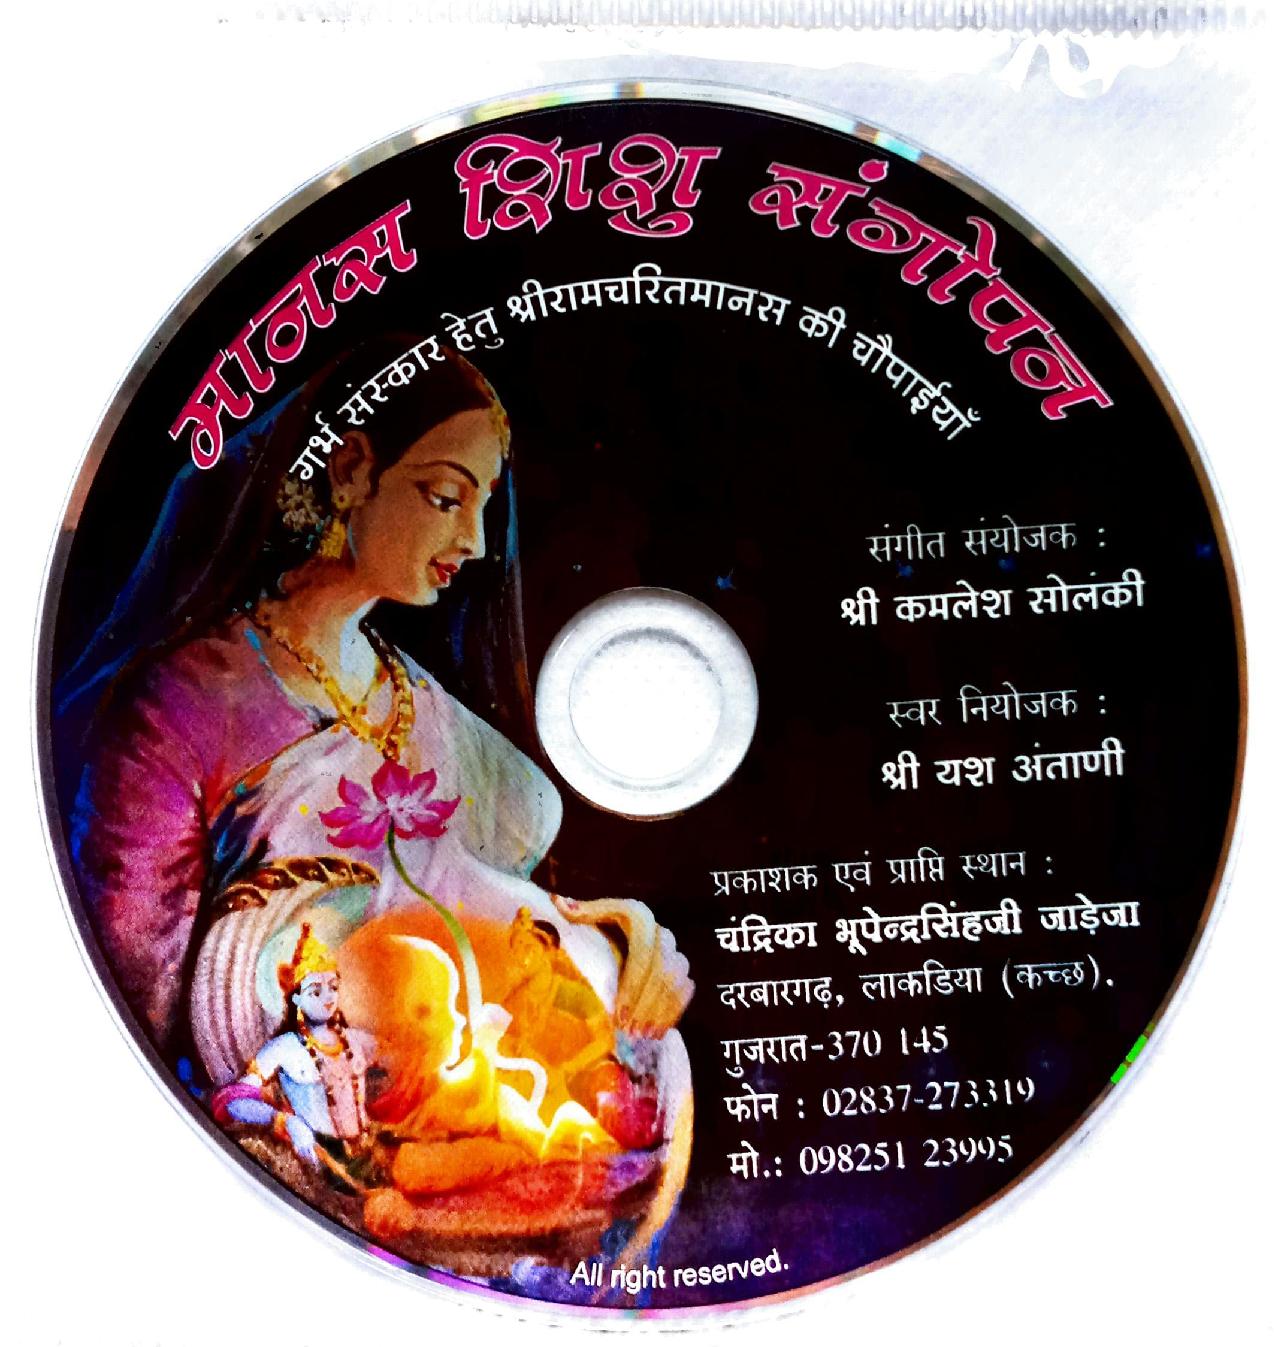 मानस शिशु संगोपन
गर्भ संस्कार हेतु श्रीरामचरितमानस की चौपाईयाँ
संगीत संयोजक :
श्री कमलेश सोलंकी
स्वर नियोजक :
श्री यश अंताणी
प्रकाशक एवं प्राप्ति स्थान :
चंद्रिका भूपेन्द्रसिंहजी जाड़ेजा
दरबारगढ़, लाकडिया (कच्छ).
गुजरात-370 145
फोन : 02837-273319
मो.: 098251 23995
All right reserved.